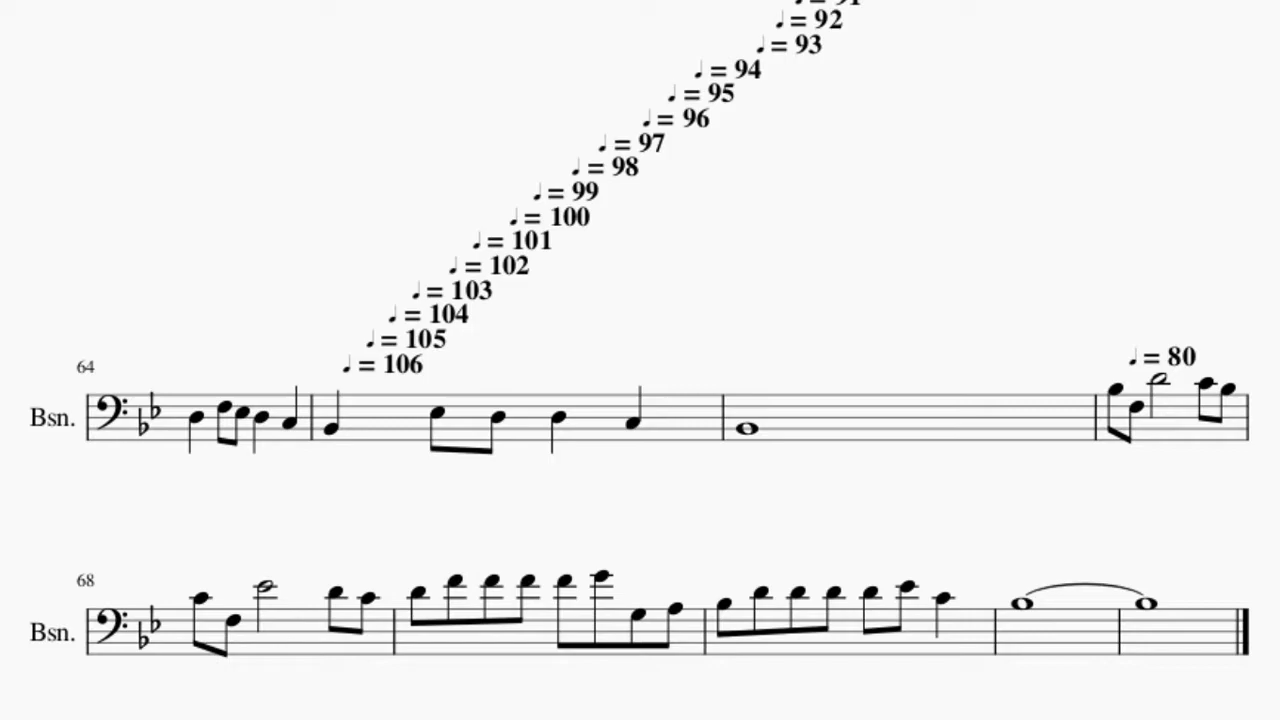 ♩ = 91
♩ = 92
♩ = 93
♩ = 94
♩ = 95
♩ = 96
♩ = 97
♩ = 98
♩ = 99
♩ = 100
♩ = 101
♩ = 102
♩ = 103
♩ = 104
♩ = 105
♩ = 106
64
♩ = 80
Bsn.
68
Bsn.